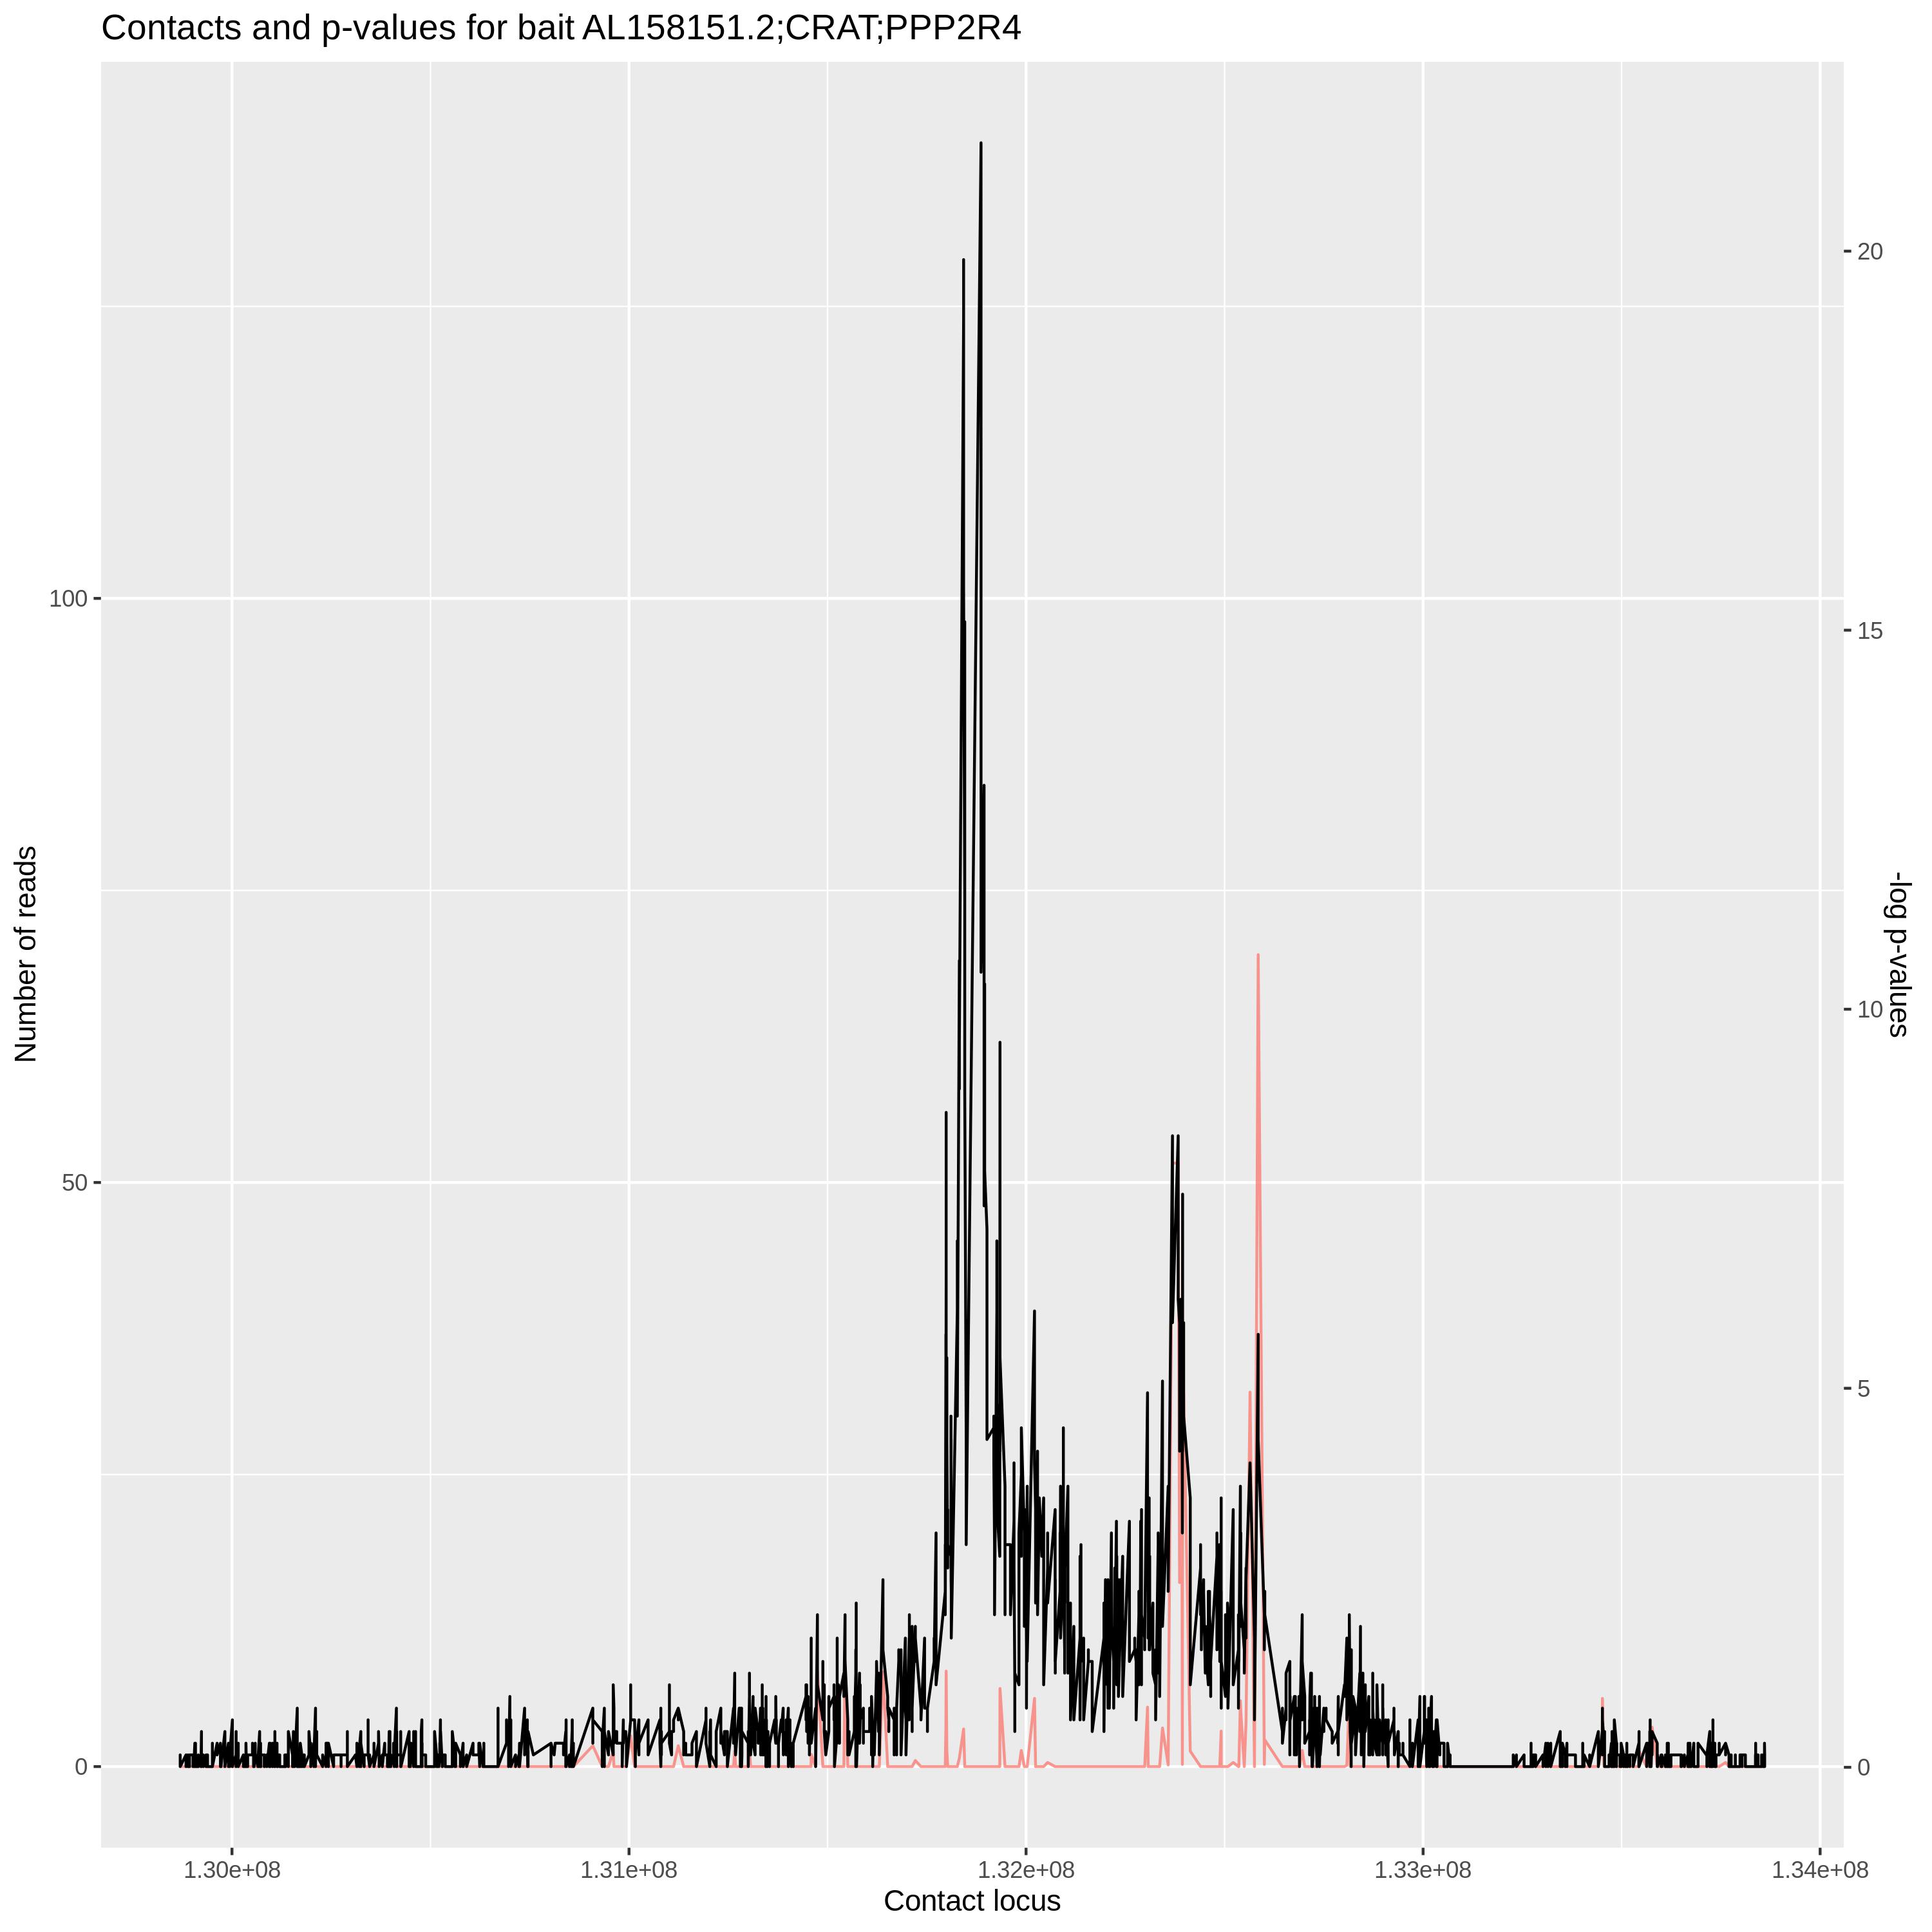 Contacts and p-values for bait AL158151.2;CRAT;PPP2R4
Number of reads
100
50
0
20
15
10
5
0
-log p-values
1.30e+08
1.31e+08
1.32e+08
1.33e+08
1.34e+08
Contact locus